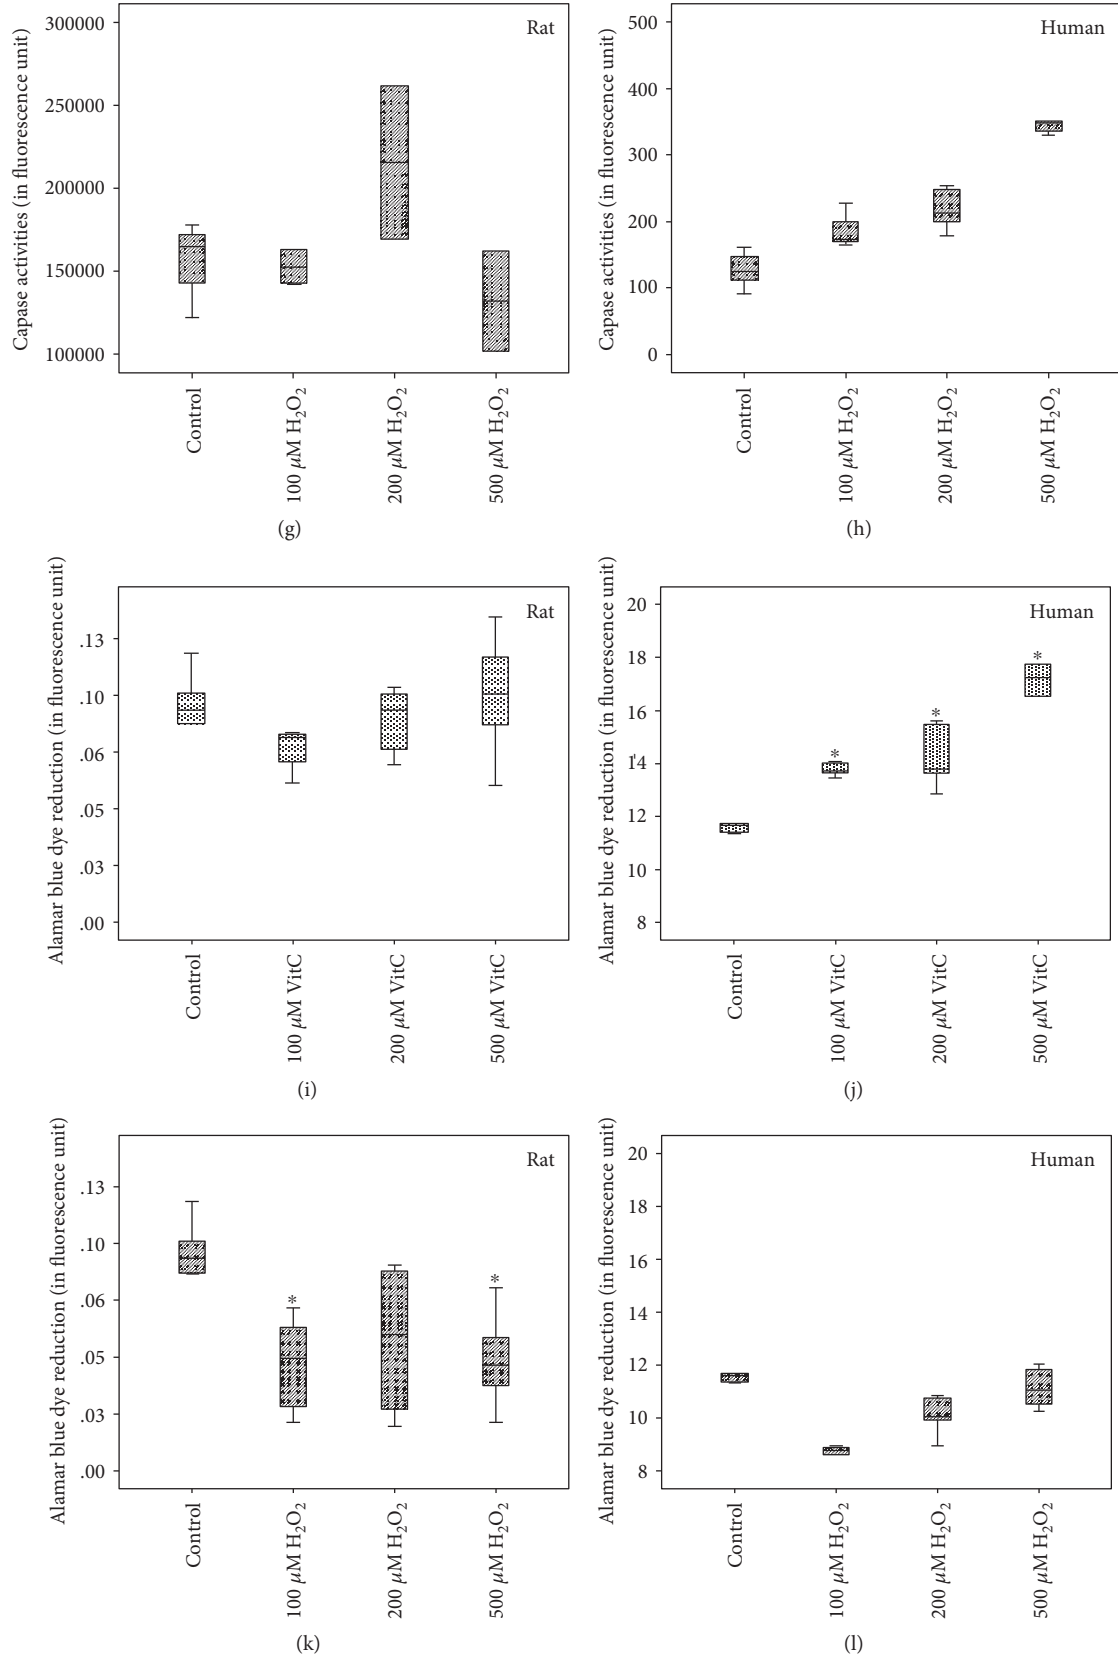 Capase activities (in fluorescence unit)
300000
250000
200000
150000
100000
Rat
Control
100 μM H₂O₂
200 μM H₂O₂
500 μM H₂O₂
(g)
Capase activities (in fluorescence unit)
500
400
300
200
100
0
Human
Control
100 μM H₂O₂
200 μM H₂O₂
500 μM H₂O₂
(h)
Alamar blue dye reduction (in fluorescence unit)
.13
.10
.06
.05
.03
.00
Rat
Control
100 μM VitC
200 μM VitC
500 μM VitC
(i)
Alamar blue dye reduction (in fluorescence unit)
20
18
16
1'4
12
10
8
Human
*
*
*
Control
100 μM VitC
200 μM VitC
500 μM VitC
(j)
Alamar blue dye reduction (in fluorescence unit)
.13
.10
.06
.05
.03
.00
Rat
*
*
Control
100 μM H₂O₂
200 μM H₂O₂
500 μM H₂O₂
(k)
Alamar blue dye reduction (in fluorescence unit)
20
18
16
14
12
10
8
Human
Control
100 μM H₂O₂
200 μM H₂O₂
500 μM H₂O₂
(l)